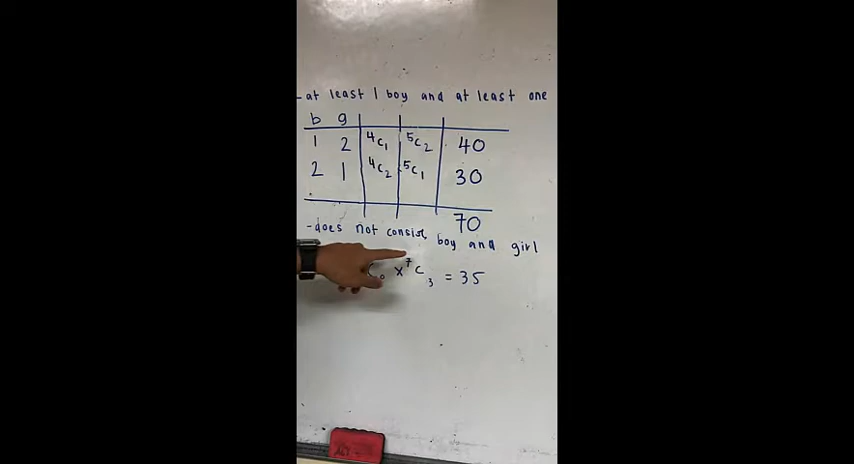 - at least 1 boy and at least one
b g
1 2 ⁴C₁ ⁵C₂ 40
2 1 ⁴C₂ ⁵C₁ 30
70
- does not consist boy and girl
C₀ x ⁷C₃ = 35